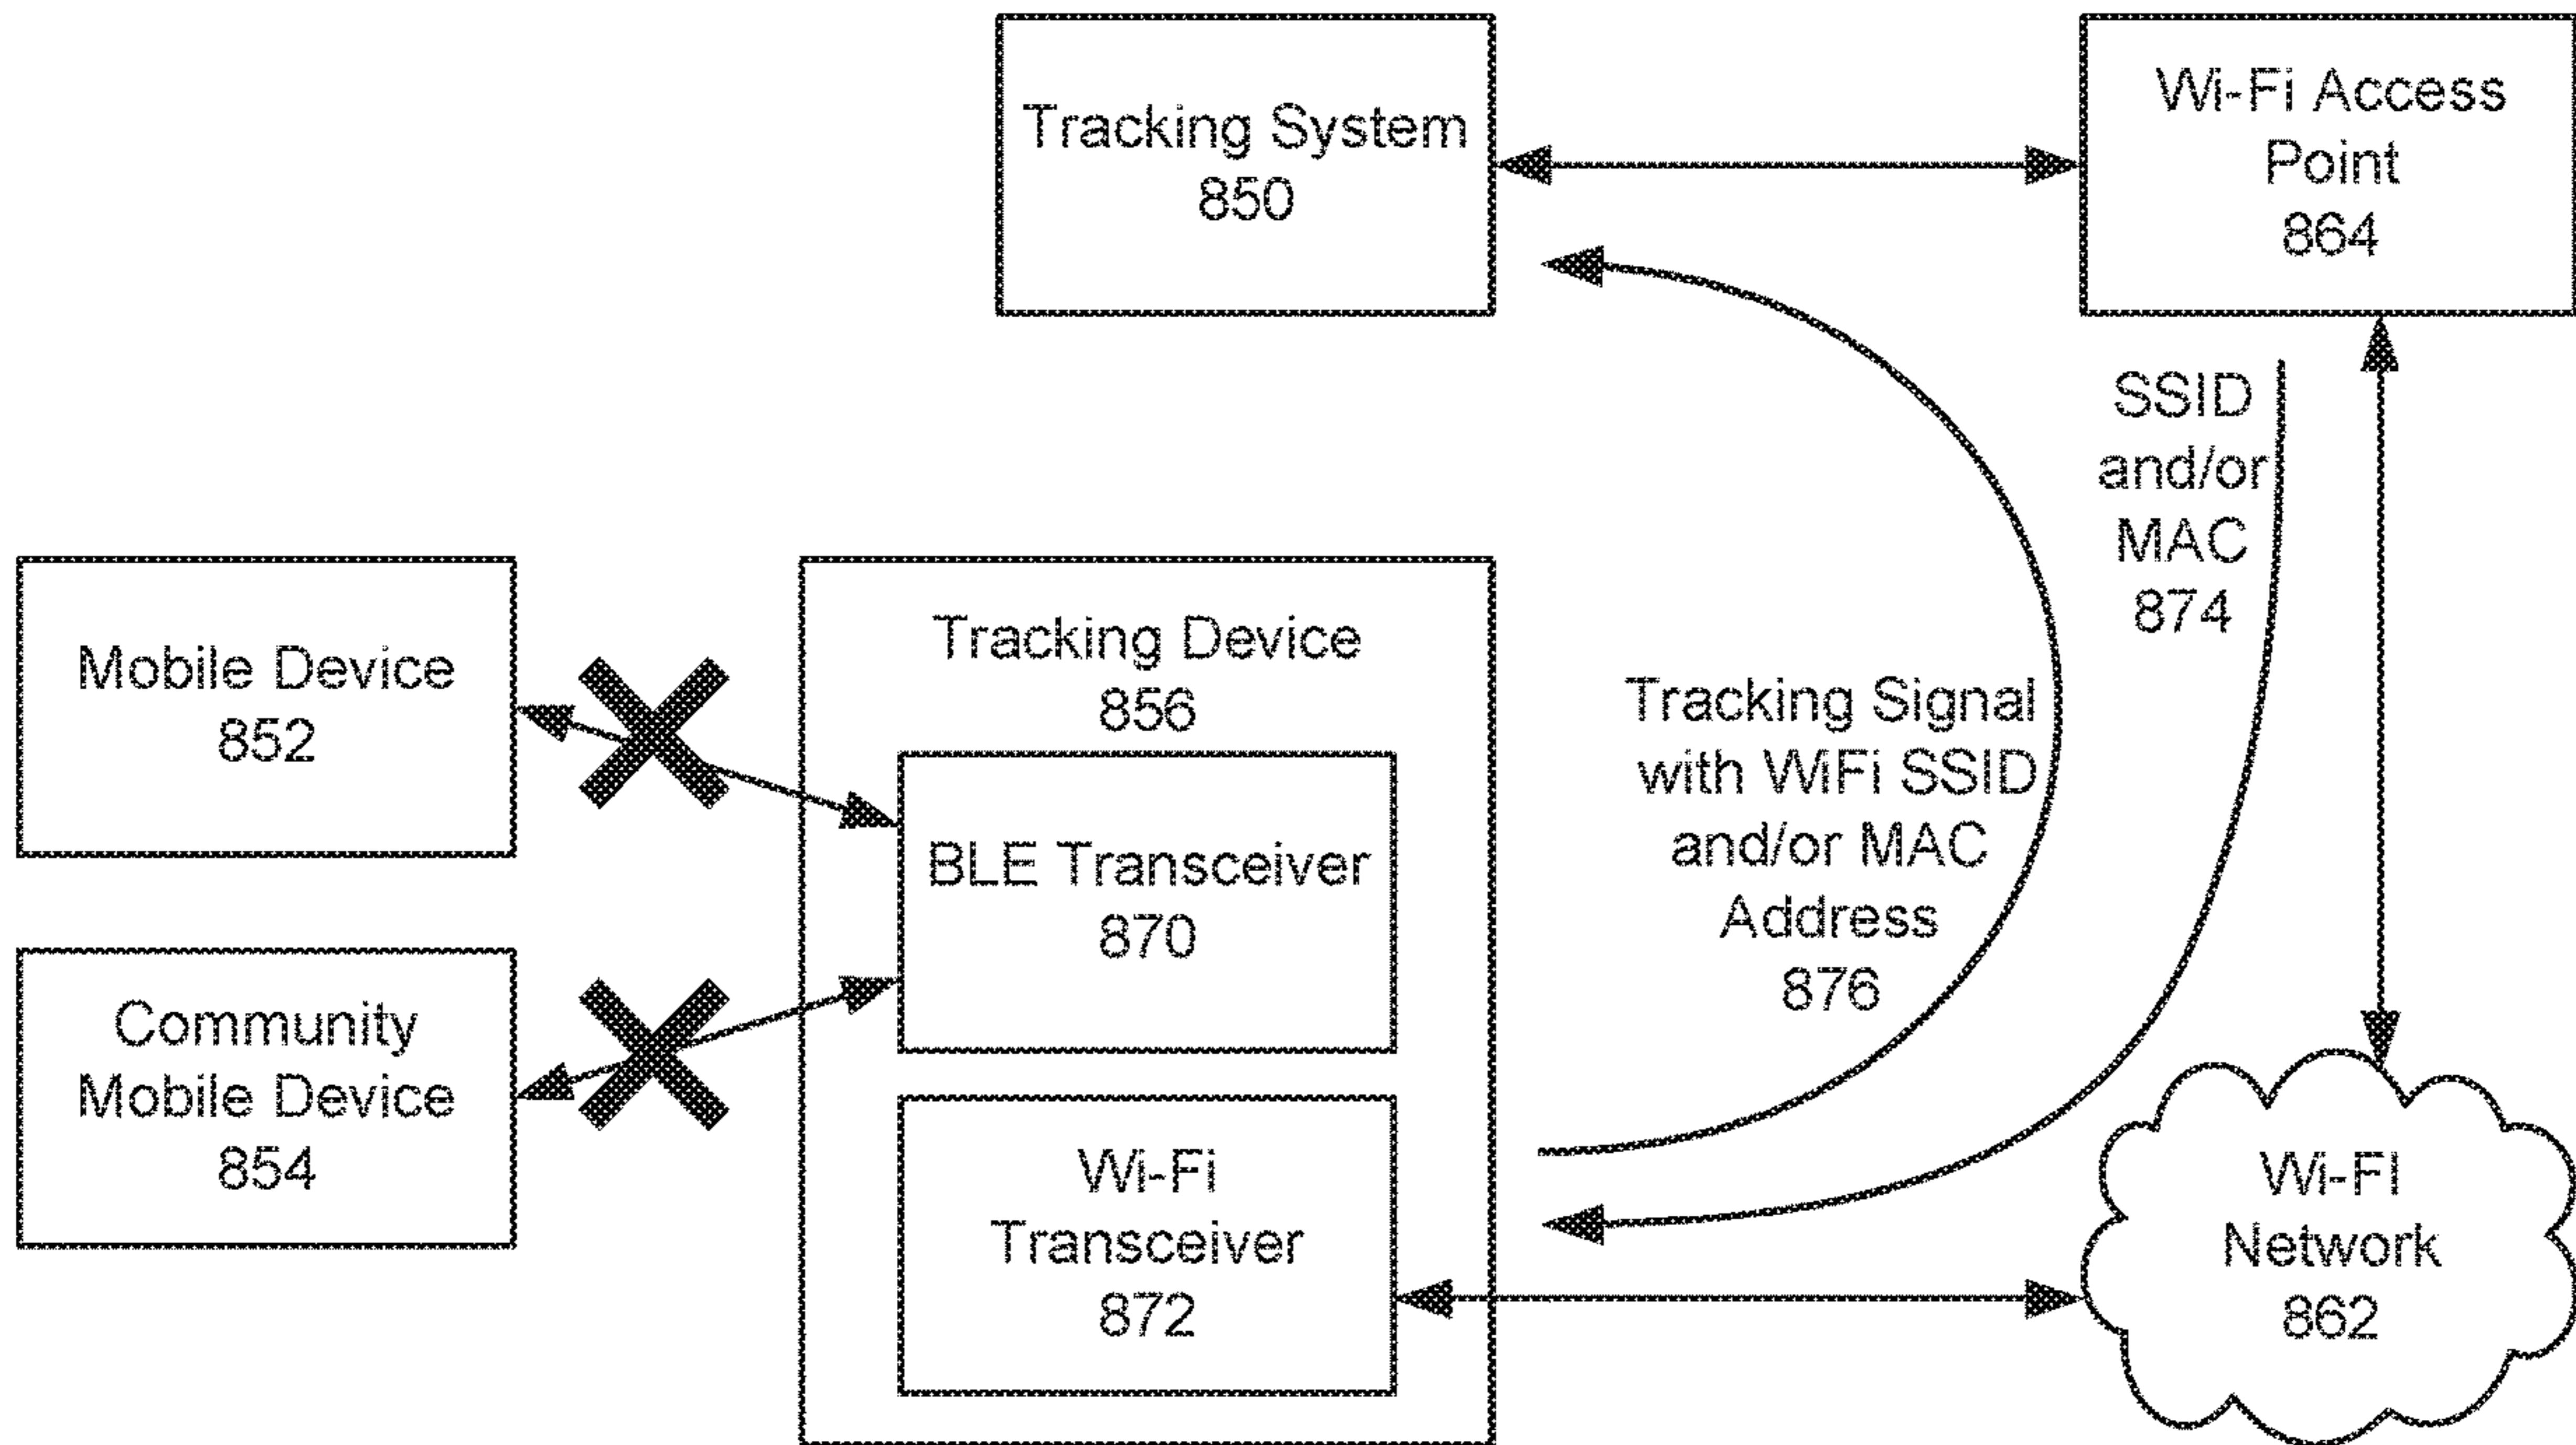 Tracking System
850
Wi-Fi Access
Point
864
SSID
and/or
MAC
874
Mobile Device
852
Tracking Device
856
Tracking Signal
with WiFi SSID
and/or MAC
Address
876
BLE Transceiver
870
Community
Mobile Device
854
Wi-Fi
Transceiver
872
Wi-FI
Network
862